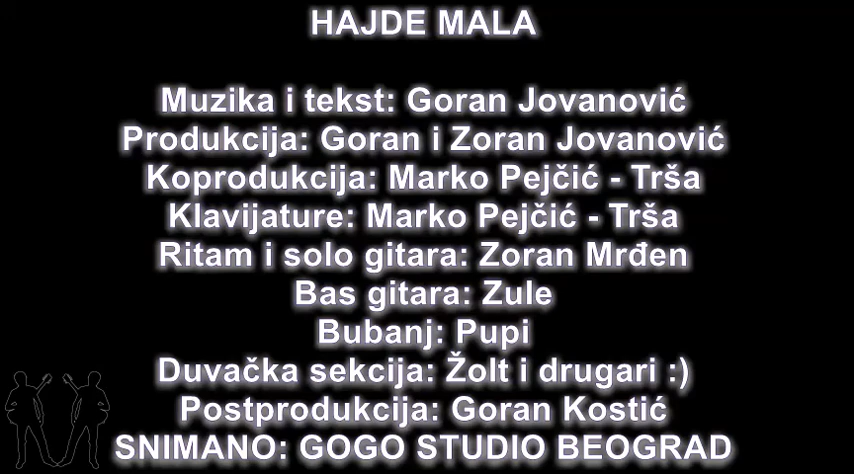 HAJDE MALA
Muzika i tekst: Goran Jovanović
Produkcija: Goran i Zoran Jovanović
Koprodukcija: Marko Pejčić - Trša
Klavijature: Marko Pejčić - Trša
Ritam i solo gitara: Zoran Mrđen
Bas gitara: Zule
Bubanj: Pupi
Duvačka sekcija: Žolt i drugari :)
Postprodukcija: Goran Kostić
SNIMANO: GOGO STUDIO BEOGRAD